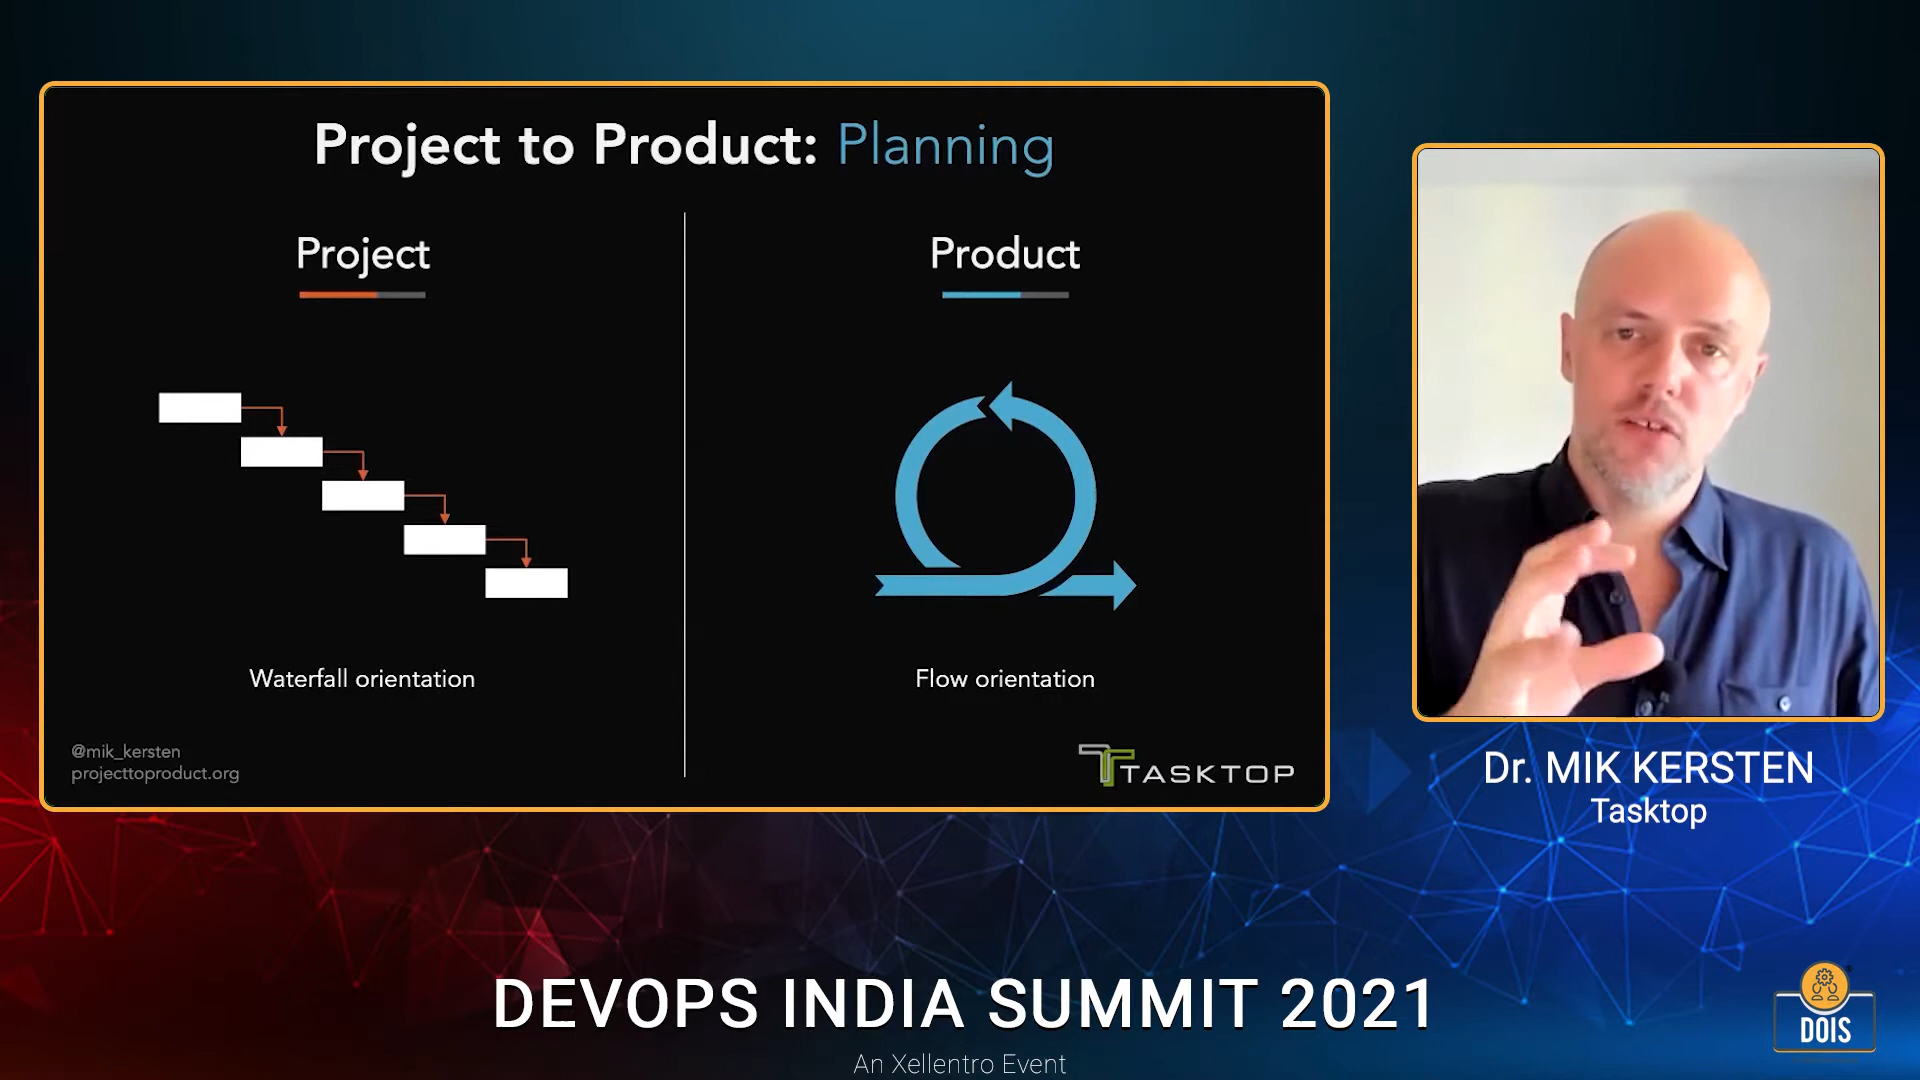 Project to Product: Planning
Project
Product
Waterfall orientation
Flow orientation
@mik_kersten
projecttoproduct.org
TASKTOP
Dr. MIK KERSTEN
Tasktop
DEVOPS INDIA SUMMIT 2021
An Xellentro Event
DOIS